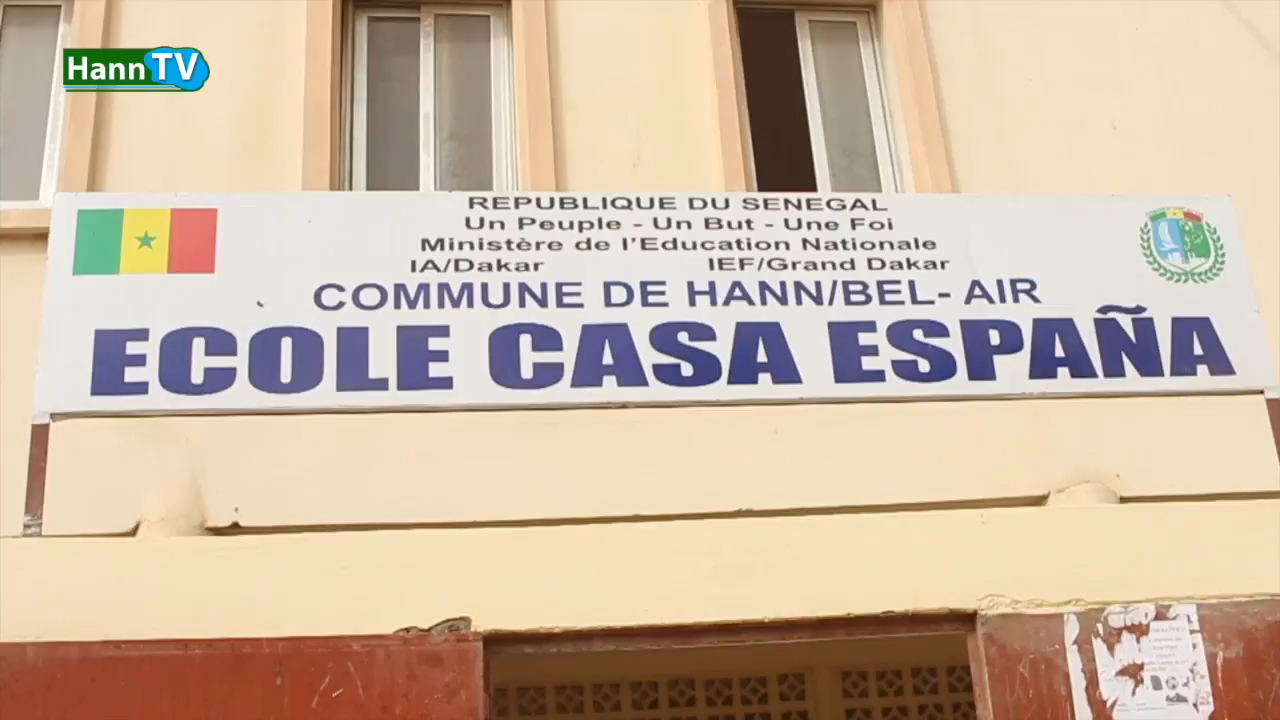 HannTV
REPUBLIQUE DU SENEGAL
Un Peuple - Un But - Une Foi
Ministère de l'Education Nationale
IA/Dakar IEF/Grand Dakar
COMMUNE DE HANN/BEL- AIR
ECOLE CASA ESPAÑA